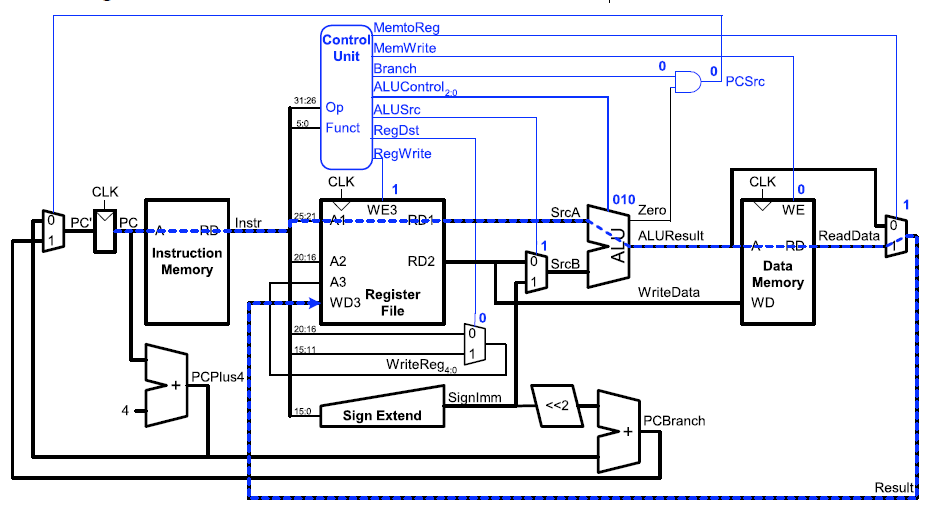 MemtoReg
1
Control
Unit
MemWrite
Branch
0
0
PCSrc
ALUControl2:0
31:26
Op
ALUSrc
5:0
Funct
RegDst
RegWrite
CLK
CLK
CLK
1
0
WE3
WE
0
1
PC'
PC
A
RD
Instr
25:21
A1
RD1
SrcA
010
Zero
ALU
ALUResult
A
RD
ReadData
0
1
Instruction
Memory
20:16
A2
RD2
1
0
1
SrcB
Data
Memory
A3
WD3
Register
File
WriteData
WD
20:16
0
0
1
15:11
WriteReg4:0
PCPlus4
+
4
15:0
Sign Extend
SignImm
<<2
+
PCBranch
Result